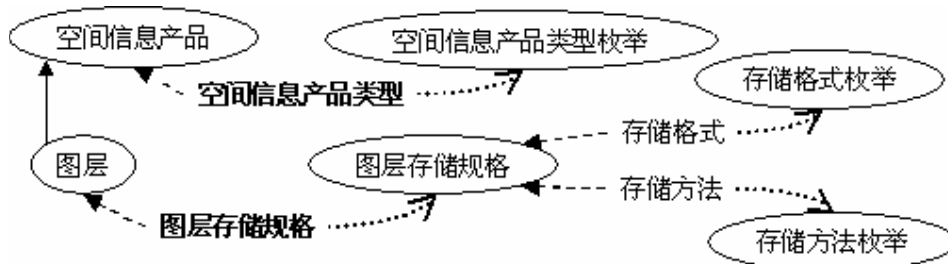 空间信息产品
空间信息产品类型枚举
空间信息产品类型
存储格式枚举
存储格式
图层
图层存储规格
存储方法
图层存储规格
存储方法枚举